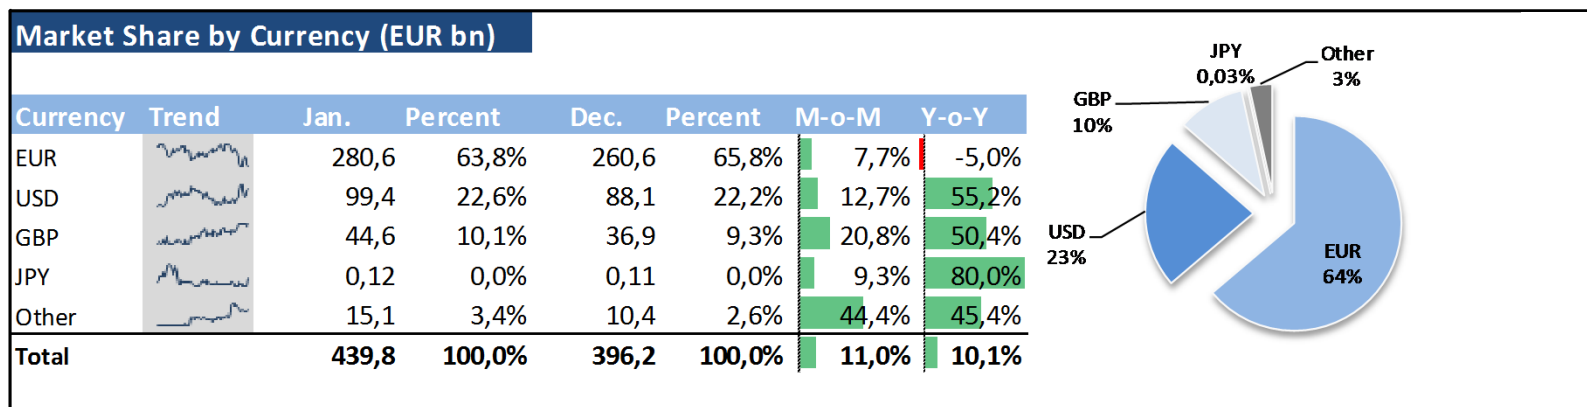 Market Share by Currency (EUR bn)
Currency Trend Jan. Percent Dec. Percent M-o-M Y-o-Y
EUR 280,6 63,8% 260,6 65,8% 7,7% -5,0%
USD 99,4 22,6% 88,1 22,2% 12,7% 55,2%
GBP 44,6 10,1% 36,9 9,3% 20,8% 50,4%
JPY 0,12 0,0% 0,11 0,0% 9,3% 80,0%
Other 15,1 3,4% 10,4 2,6% 44,4% 45,4%
Total 439,8 100,0% 396,2 100,0% 11,0% 10,1%
JPY
0,03%
Other
3%
GBP
10%
USD
23%
EUR
64%